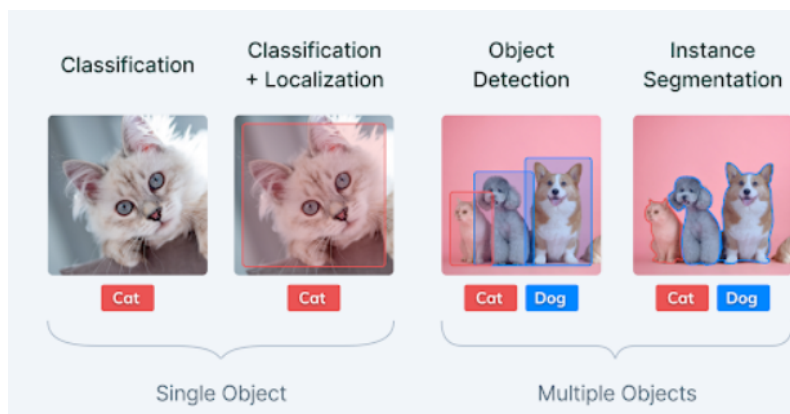 Classification
Classification
+ Localization
Object
Detection
Instance
Segmentation
Cat
Cat
Cat
Dog
Cat
Dog
Single Object
Multiple Objects